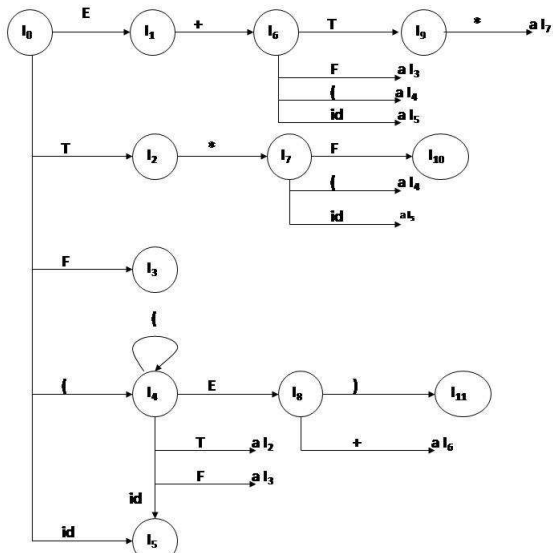 E
I0 I1 + I6 T I9 * a I7
F a I3
( a I4
id a I5
T I2 * I7 F I10
( a I4
id a I5
F I3
(
( I4 E I8 ) I11
T a I2 + a I6
F a I3
id
id I5